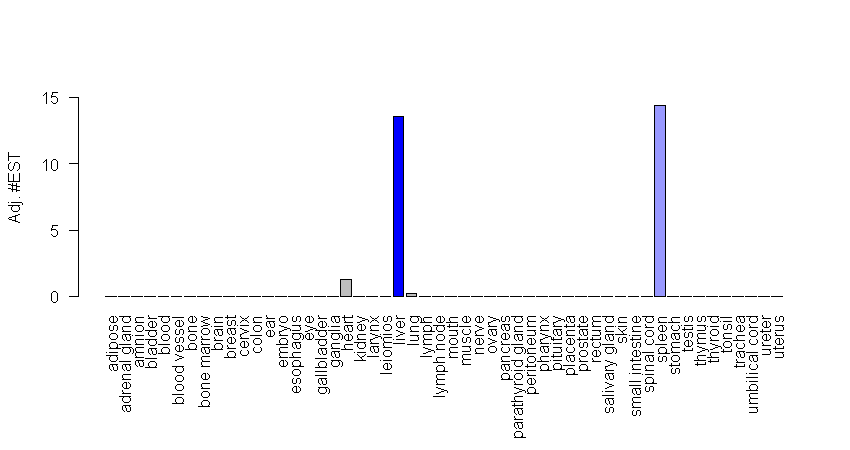 15
10
5
0
Adj. #EST
adipose
adrenal gland
amnion
bladder
blood
blood vessel
bone
bone marrow
brain
breast
cervix
colon
ear
embryo
esophagus
eye
gallbladder
ganglia
heart
kidney
larynx
leiomios
liver
lung
lymph
lymph node
mouth
muscle
nerve
ovary
pancreas
parathyroid gland
peritoneum
pharynx
pituitary
placenta
prostate
rectum
salivary gland
skin
small intestine
spinal cord
spleen
stomach
testis
thymus
thyroid
tonsil
trachea
umbilical cord
ureter
uterus